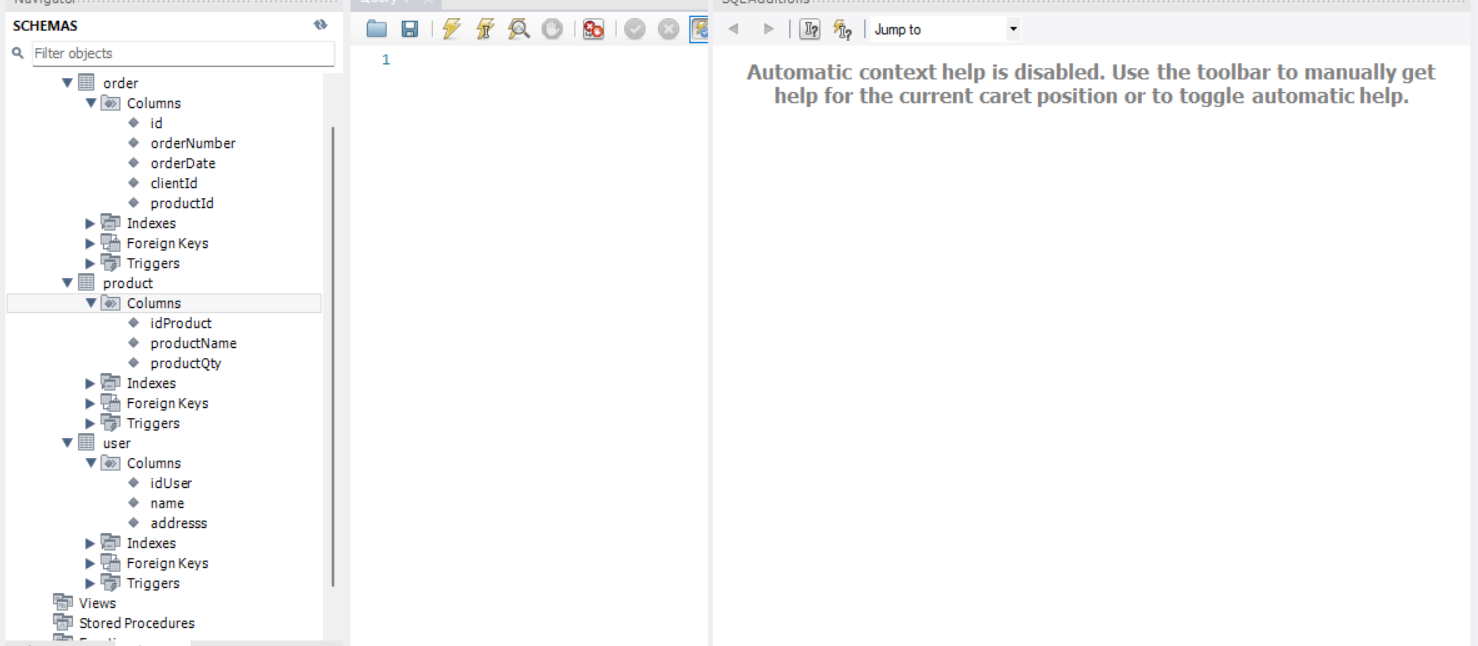 Navigator
SCHEMAS
Filter objects
order
Columns
id
orderNumber
orderDate
clientId
productId
Indexes
Foreign Keys
Triggers
product
Columns
idProduct
productName
productQty
Indexes
Foreign Keys
Triggers
user
Columns
idUser
name
addresss
Indexes
Foreign Keys
Triggers
Views
Stored Procedures
1
SQLAdditions
Jump to
Automatic context help is disabled. Use the toolbar to manually get
help for the current caret position or to toggle automatic help.